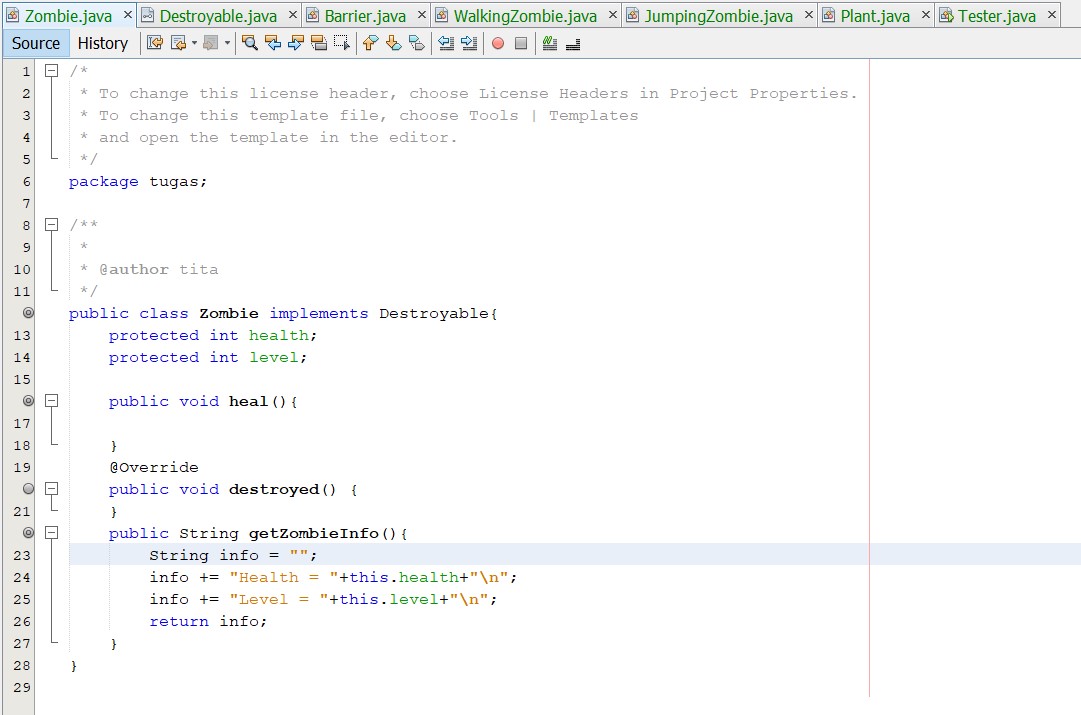 Zombie.java × Destroyable.java × Barrier.java × WalkingZombie.java × JumpingZombie.java × Plant.java × Tester.java ×
Source History
1 /*
2 * To change this license header, choose License Headers in Project Properties.
3 * To change this template file, choose Tools | Templates
4 * and open the template in the editor.
5 */
6 package tugas;
7
8 /**
9 *
10 * @author tita
11 */
public class Zombie implements Destroyable{
13 protected int health;
14 protected int level;
15
public void heal(){
17
18 }
19 @Override
public void destroyed() {
21 }
public String getZombieInfo(){
23 String info = "";
24 info += "Health = "+this.health+"\n";
25 info += "Level = "+this.level+"\n";
26 return info;
27 }
28 }
29